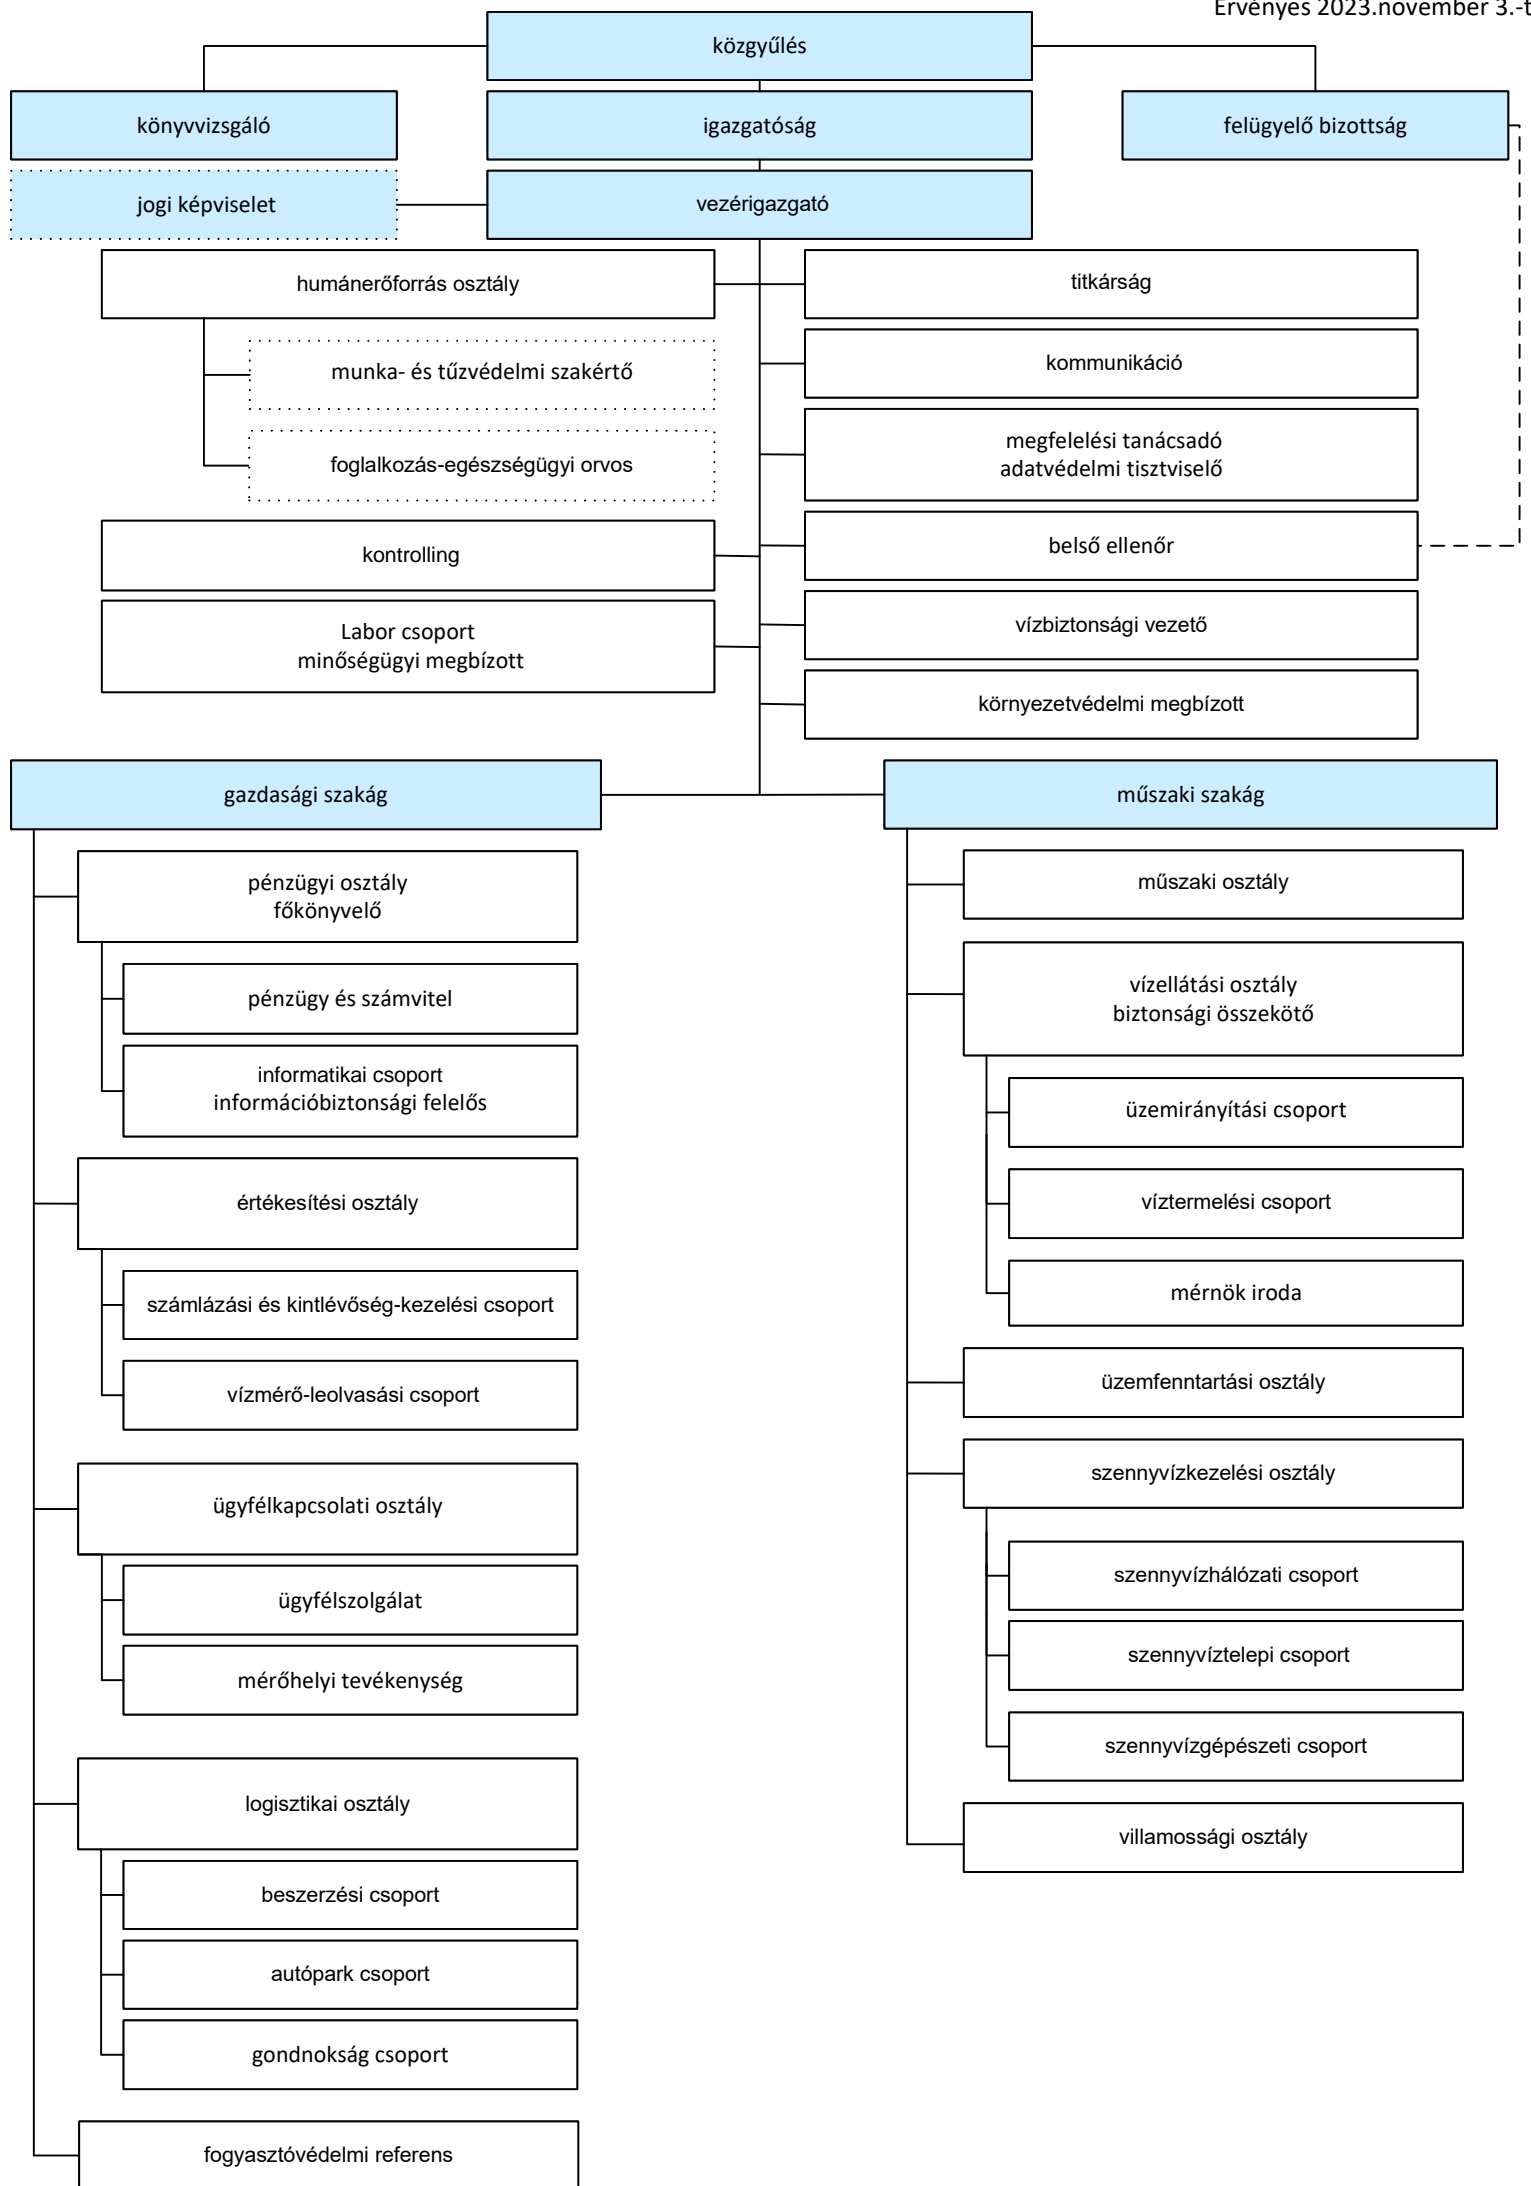 Érvényes 2023.november 3.-t
közgyűlés
könyvvizsgáló
igazgatóság
felügyelő bizottság
jogi képviselet
vezérigazgató
humánerőforrás osztály
titkárság
munka- és tűzvédelmi szakértő
kommunikáció
foglalkozás-egészségügyi orvos
megfelelési tanácsadó
adatvédelmi tisztviselő
kontrolling
belső ellenőr
Labor csoport
minőségügyi megbízott
vízbiztonsági vezető
környezetvédelmi megbízott
gazdasági szakág
pénzügyi osztály
főkönyvelő
pénzügy és számvitel
informatikai csoport
információbiztonsági felelős
értékesítési osztály
számlázási és kintlévőség-kezelési csoport
vízmérő-leolvasási csoport
ügyfélkapcsolati osztály
ügyfélszolgálat
mérőhelyi tevékenység
logisztikai osztály
beszerzési csoport
autópark csoport
gondnokság csoport
fogyasztóvédelmi referens
műszaki szakág
műszaki osztály
vízellátási osztály
biztonsági összekötő
üzemirányítási csoport
víztermelési csoport
mérnök iroda
üzemfenntartási osztály
szennyvízkezelési osztály
szennyvízhálózati csoport
szennyvíztelepi csoport
szennyvízgépészeti csoport
villamossági osztály